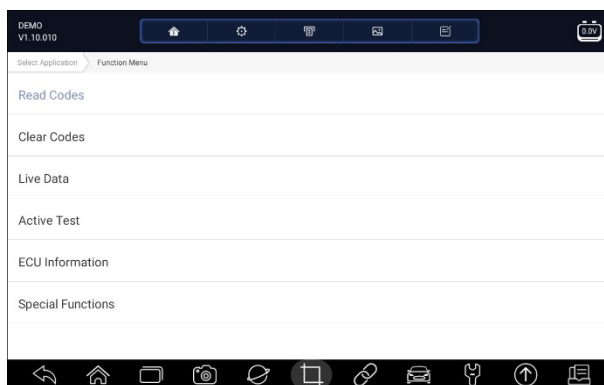 DEMO
V1.10.010
0.0V
Select Application
Function Menu
Read Codes
Clear Codes
Live Data
Active Test
ECU Information
Special Functions